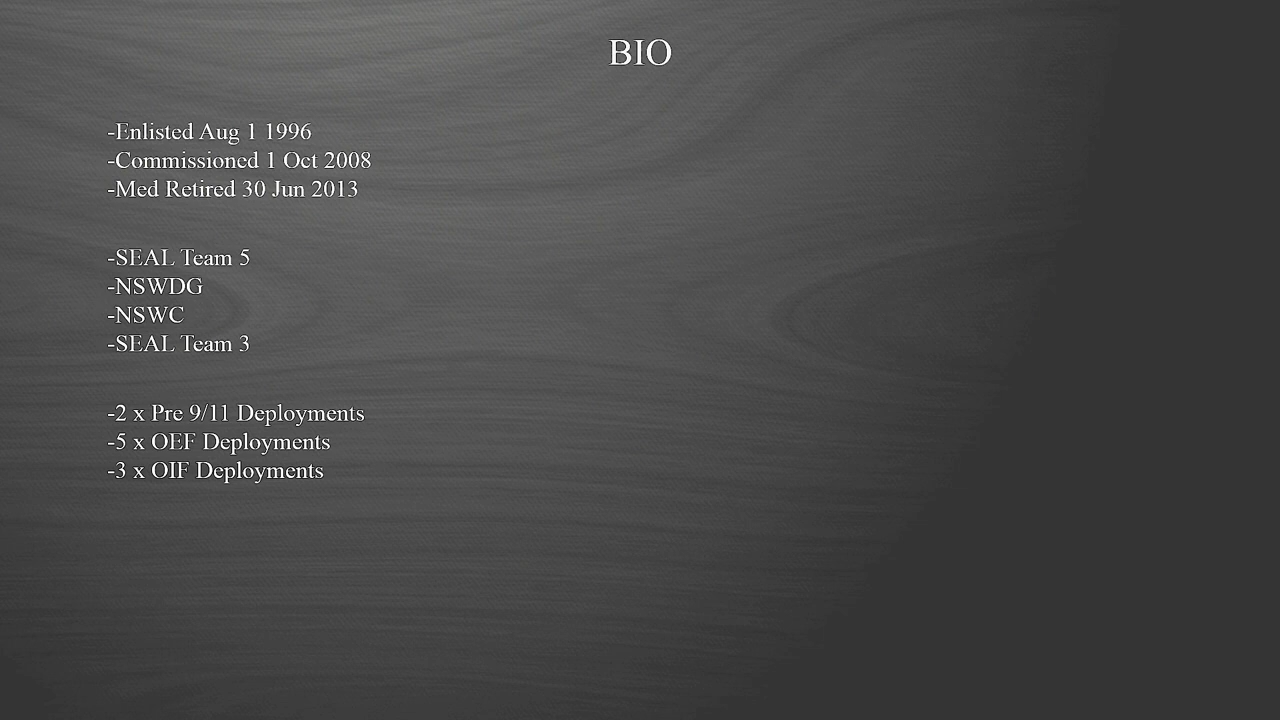 BIO
-Enlisted Aug 1 1996
-Commissioned 1 Oct 2008
-Med Retired 30 Jun 2013
-SEAL Team 5
-NSWDG
-NSWC
-SEAL Team 3
-2 x Pre 9/11 Deployments
-5 x OEF Deployments
-3 x OIF Deployments